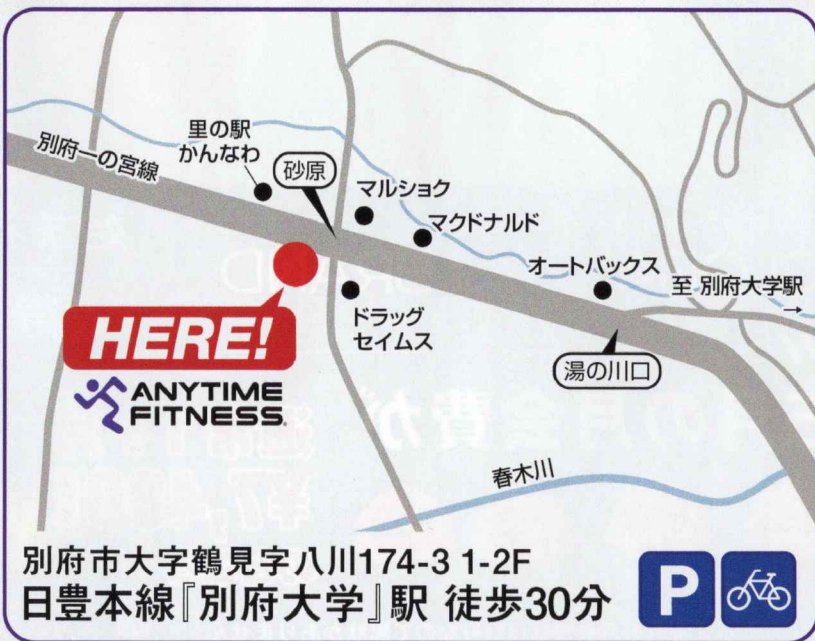 別府一の宮線
里の駅
かんなわ
砂原
マルショク
マクドナルド
オートバックス
至 別府大学駅
→
HERE!
ANYTIME
FITNESS.
ドラッグ
セイムス
湯の川口
春木川
別府市大字鶴見字八川174-3 1-2F
日豊本線『別府大学』駅 徒歩30分
P